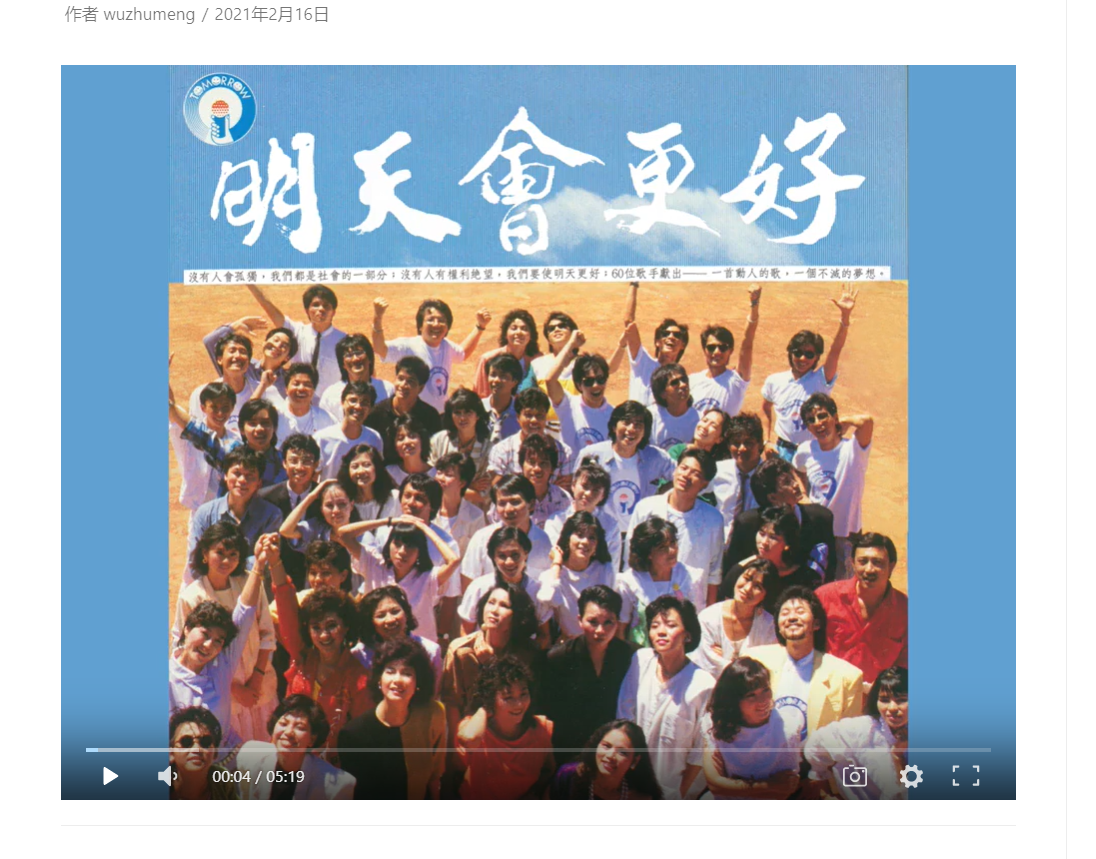 作者 wuzhumeng / 2021年2月16日
TOMORROW
明天會更好
沒有人會孤獨，我們都是社會的一部分；沒有人有權利絕望，我們要使明天更好；60位歌手獻出—— 一首動人的歌，一個不滅的夢想。
00:04 / 05:19